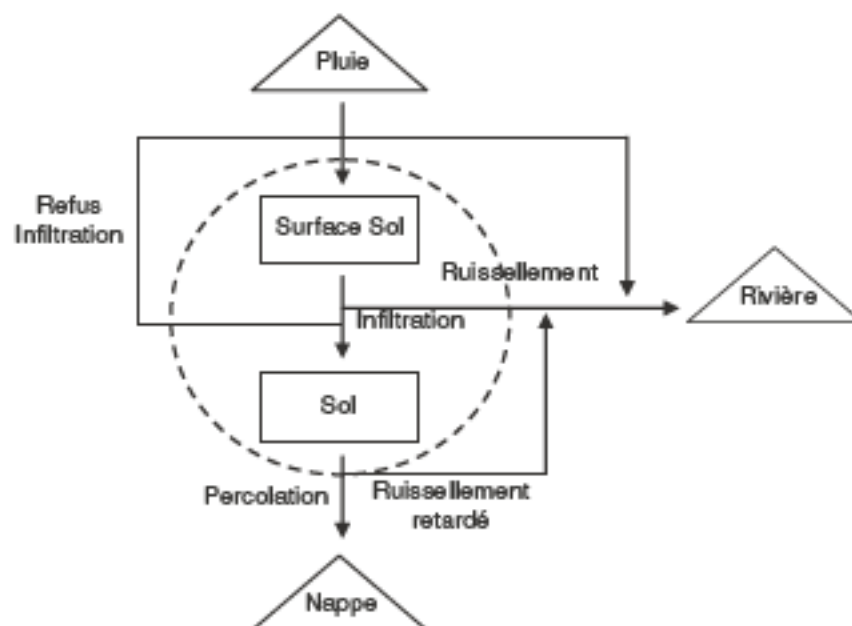 Pluie
Refus
Infiltration
Surface Sol
Ruissellement
Rivière
Infiltration
Sol
Percolation
Ruissellement
retardé
Nappe